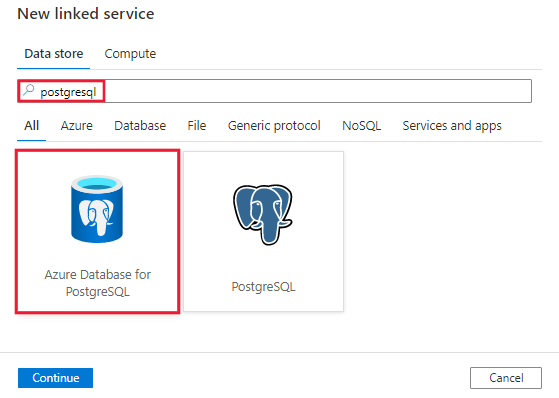 New linked service
Data store Compute
postgresql
All Azure Database File Generic protocol NoSQL Services and apps
Azure Database for
PostgreSQL
PostgreSQL
Continue Cancel